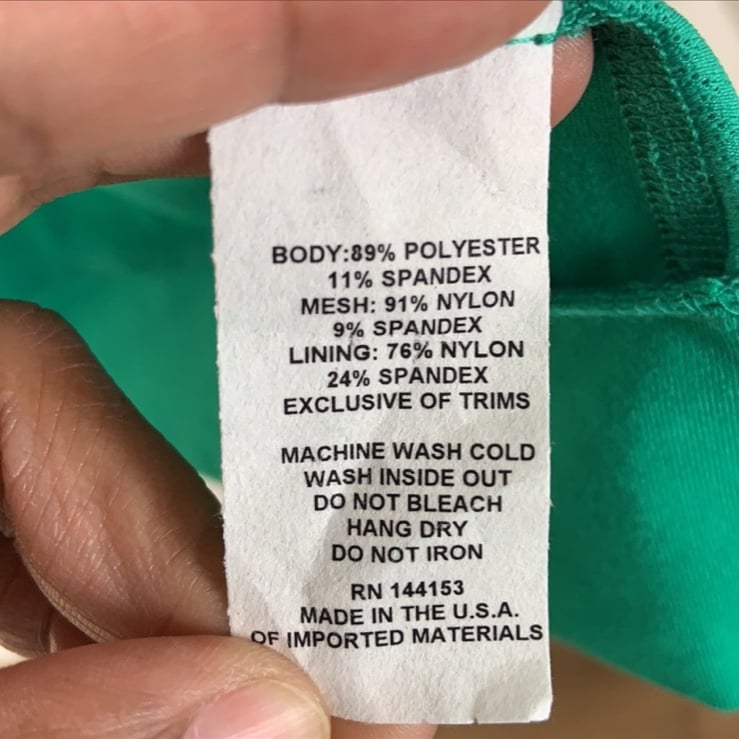 BODY:89% POLYESTER
11% SPANDEX
MESH: 91% NYLON
9% SPANDEX
LINING: 76% NYLON
24% SPANDEX
EXCLUSIVE OF TRIMS
MACHINE WASH COLD
WASH INSIDE OUT
DO NOT BLEACH
HANG DRY
DO NOT IRON
RN 144153
MADE IN THE U.S.A.
OF IMPORTED MATERIALS